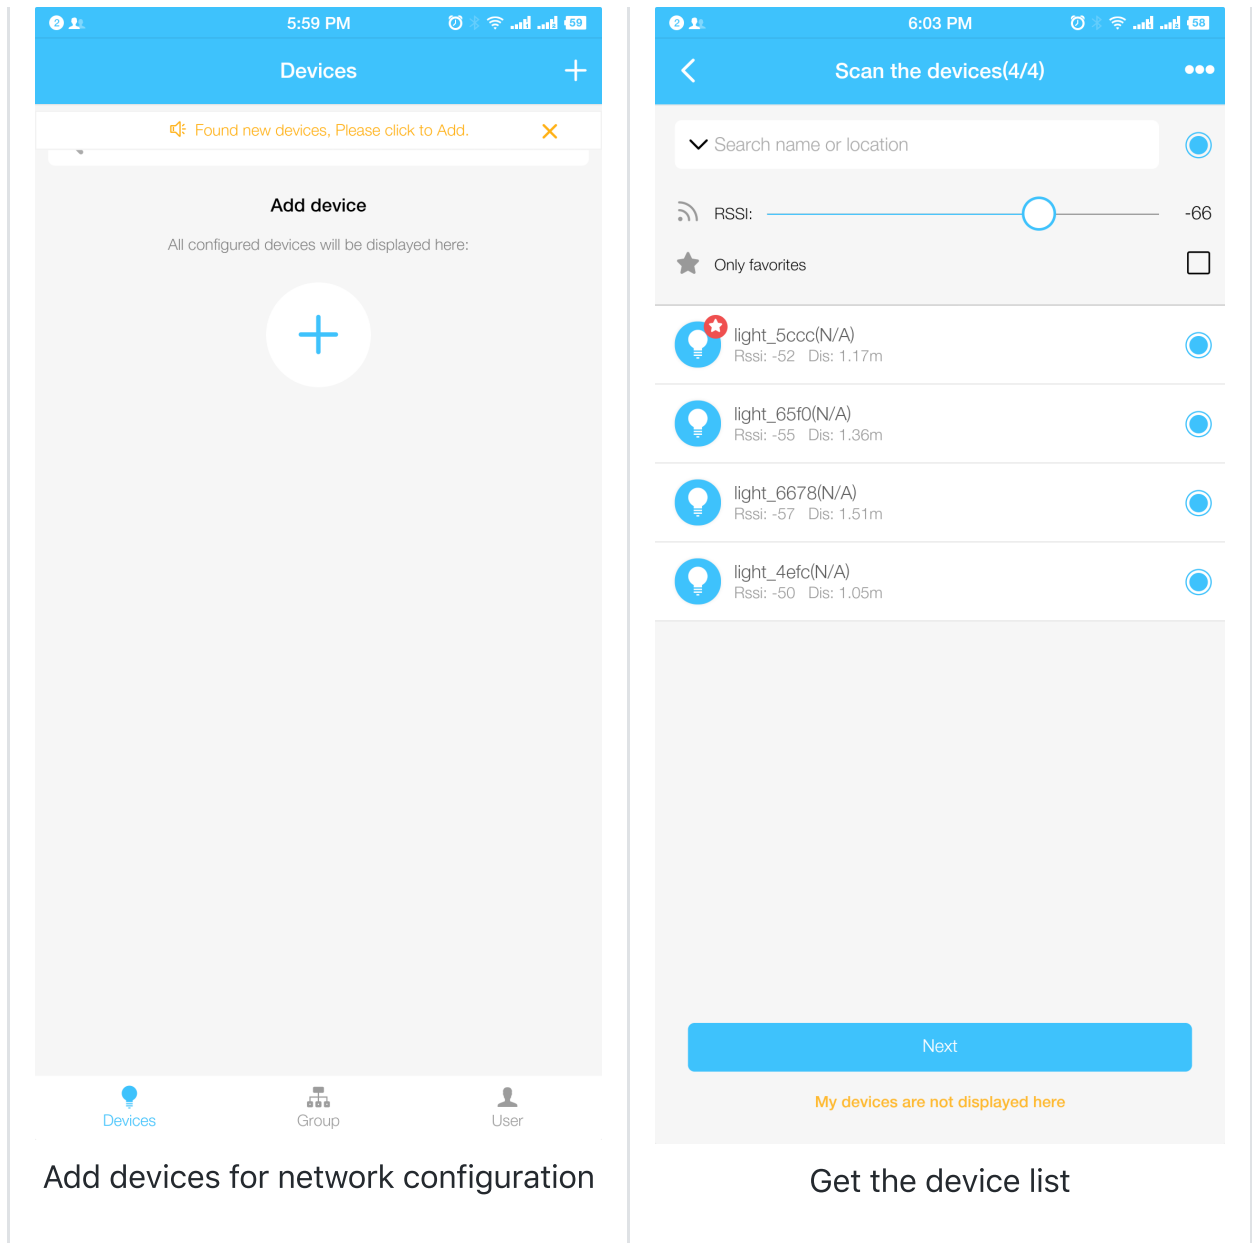 2
5:59 PM
59
Devices
Found new devices, Please click to Add.
Add device
All configured devices will be displayed here:
Devices
Group
User
Add devices for network configuration
2
6:03 PM
58
Scan the devices(4/4)
Search name or location
RSSI:
-66
Only favorites
light_5ccc(N/A)
Rssi: -52 Dis: 1.17m
light_65f0(N/A)
Rssi: -55 Dis: 1.36m
light_6678(N/A)
Rssi: -57 Dis: 1.51m
light_4efc(N/A)
Rssi: -50 Dis: 1.05m
Next
My devices are not displayed here
Get the device list